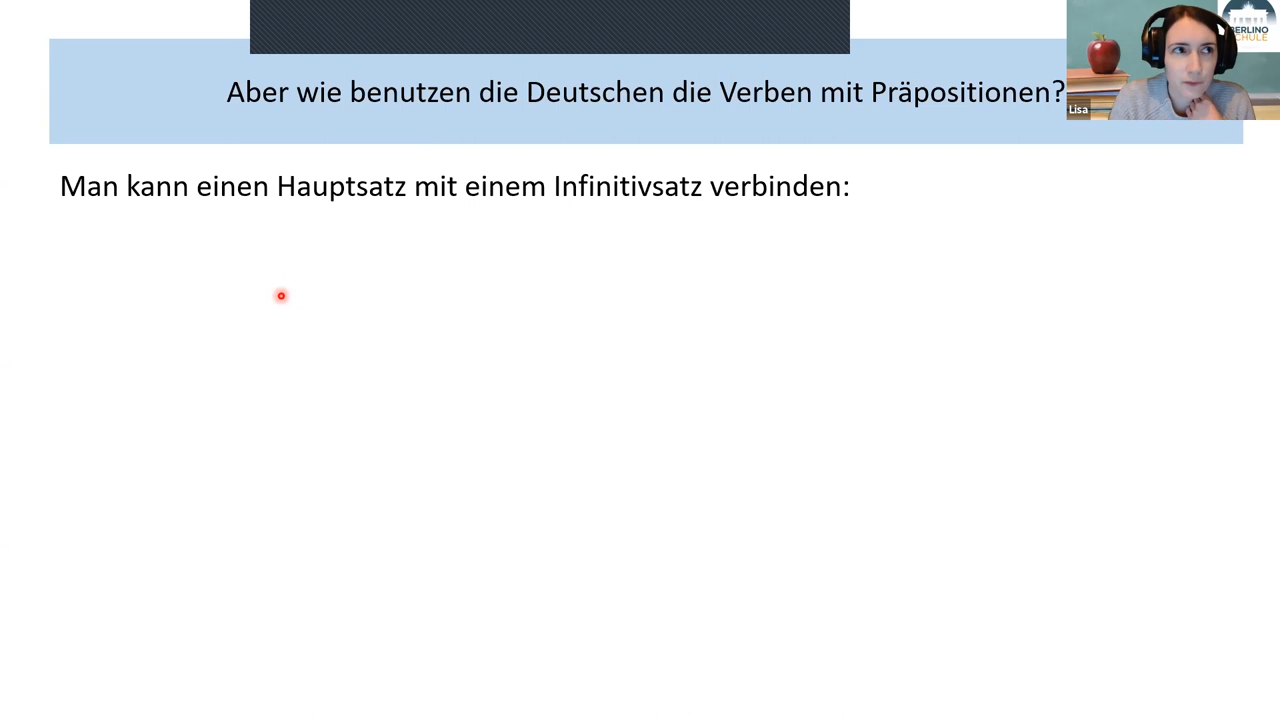 Aber wie benutzen die Deutschen die Verben mit Präpositionen?
Man kann einen Hauptsatz mit einem Infinitivsatz verbinden:
Lisa